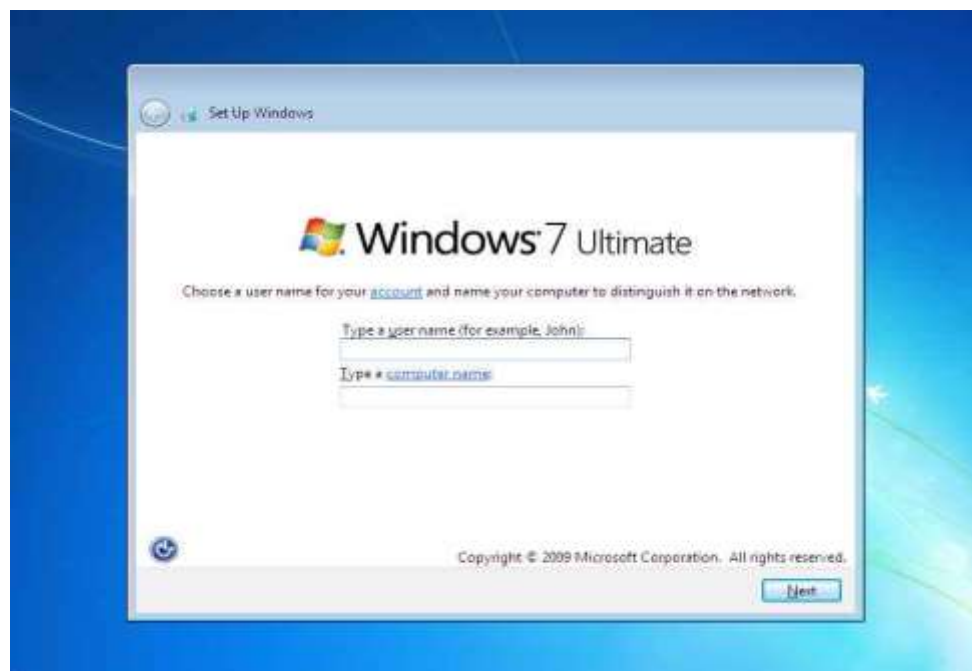 Set Up Windows
Windows 7 Ultimate
Choose a user name for your account and name your computer to distinguish it on the network.
Type a user name (for example, John):
Type a computer name:
Copyright © 2009 Microsoft Corporation. All rights reserved.
Next